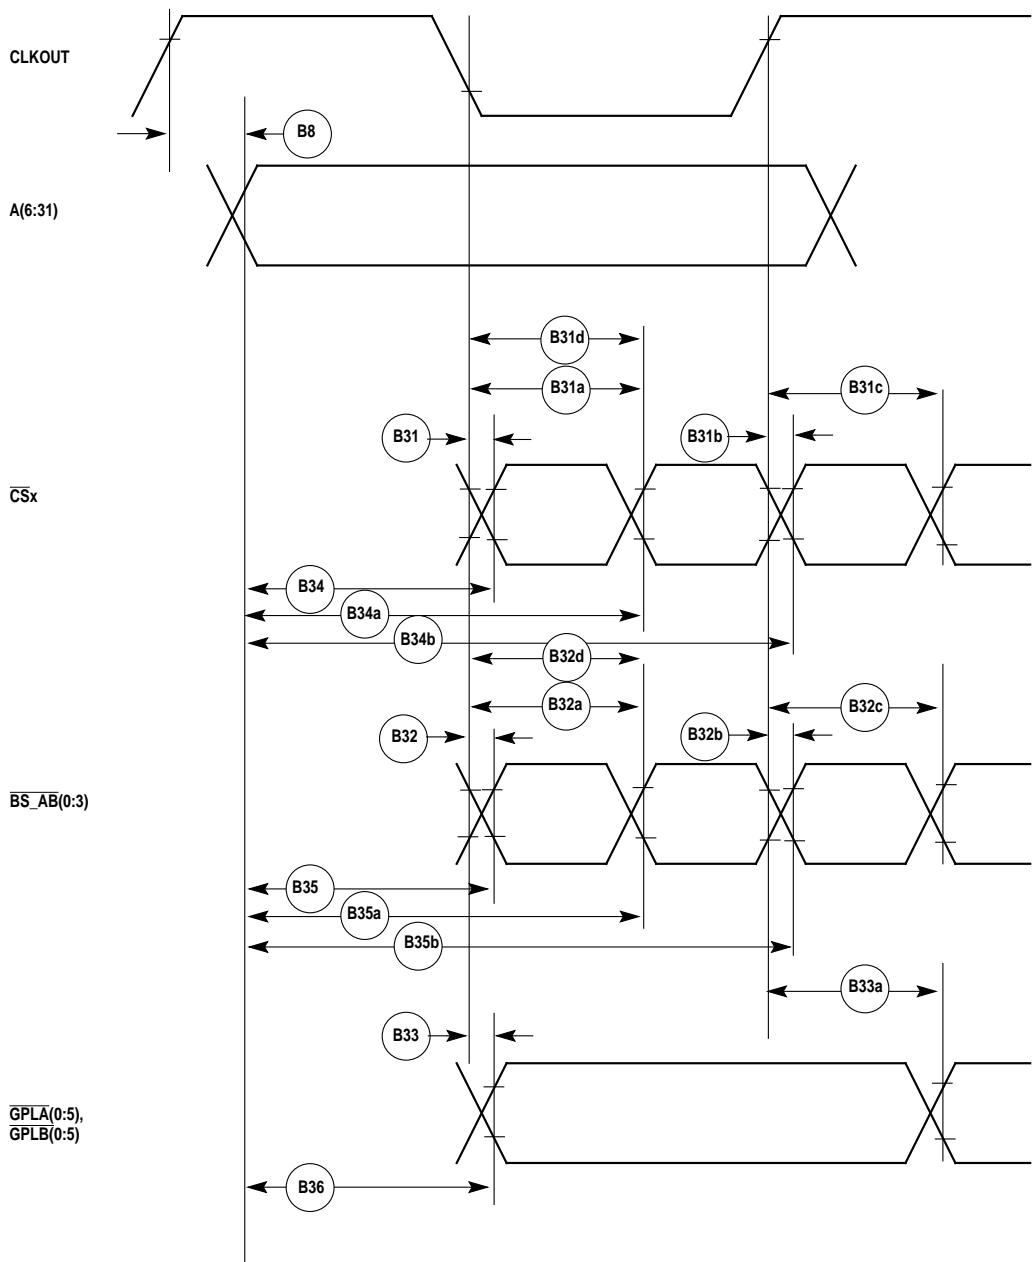 CLKOUT
B8
A(6:31)
B31d
B31a
B31c
B31
B31b
CSx
B34
B34a
B34b
B32d
B32a
B32c
B32
B32b
BS_AB(0:3)
B35
B35a
B35b
B33a
B33
GPLA(0:5),
GPLB(0:5)
B36